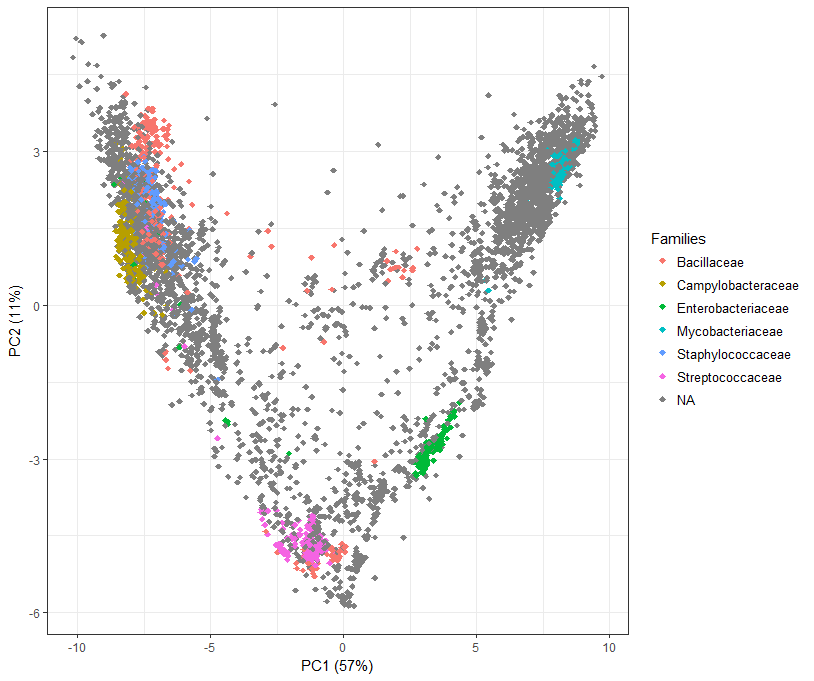 PC2 (11%)
3
0
-3
-6
-10
-5
0
5
10
PC1 (57%)
Families
Bacillaceae
Campylobacteraceae
Enterobacteriaceae
Mycobacteriaceae
Staphylococcaceae
Streptococcaceae
NA